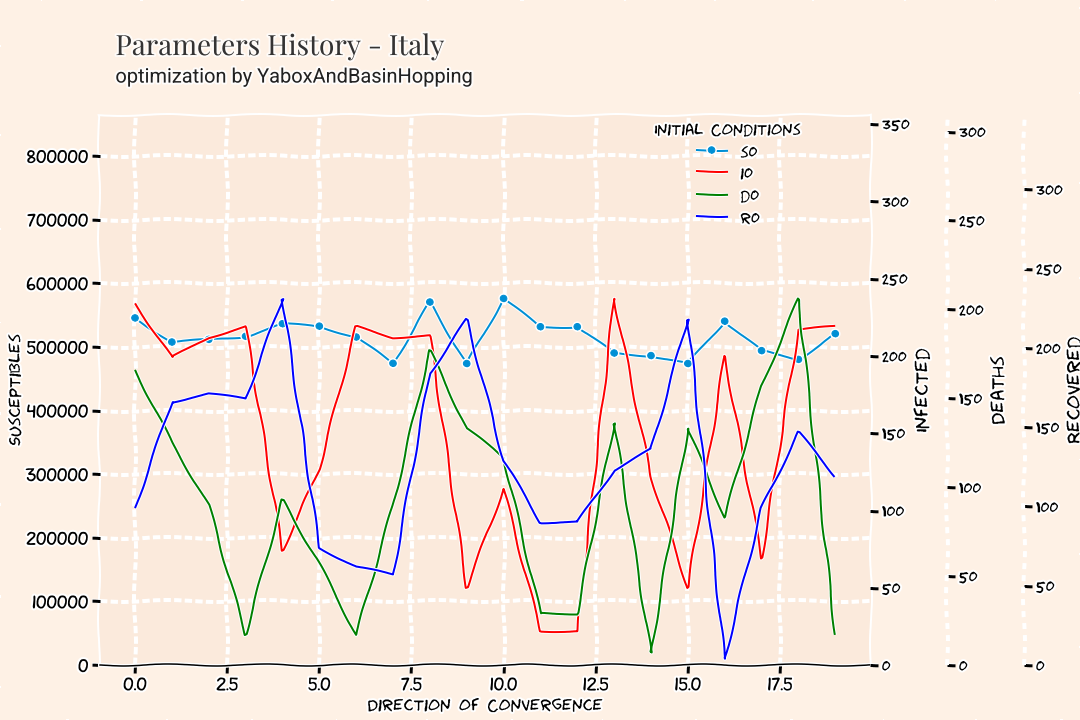 Parameters History - Italy
optimization by YaboxAndBasinHopping
INITIAL CONDITIONS
S0
I0
D0
R0
SUSCEPTIBLES
800000
700000
600000
500000
400000
300000
200000
100000
0
0.0 2.5 5.0 7.5 10.0 12.5 15.0 17.5
DIRECTION OF CONVERGENCE
350
300
250
200
150
100
50
0
INFECTED
300
250
200
150
100
50
0
DEATHS
300
250
200
150
100
50
0
RECOVERED